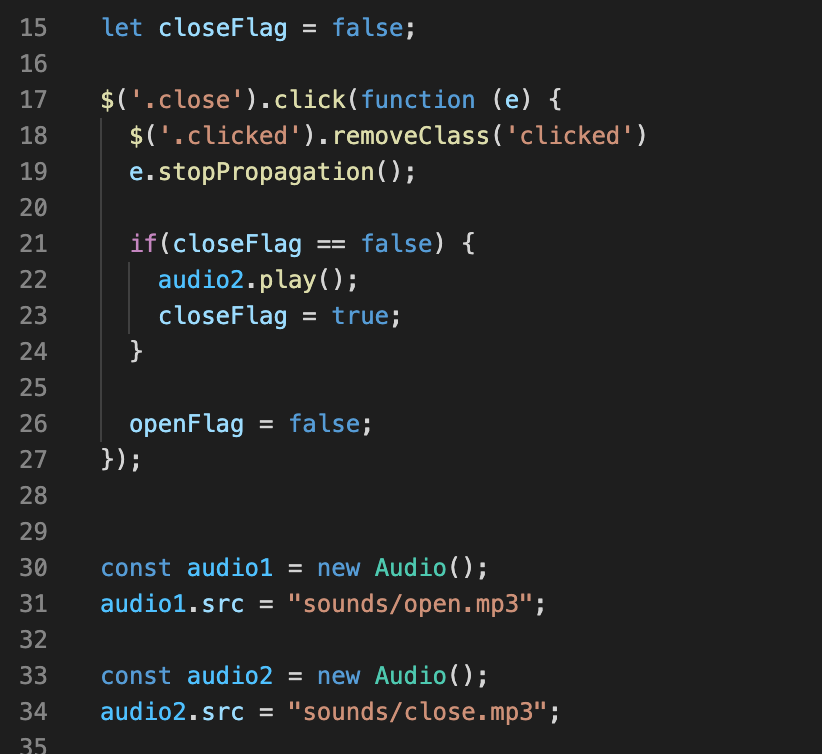 15 let closeFlag = false;
16
17 $('.close').click(function (e) {
18 $('.clicked').removeClass('clicked')
19 e.stopPropagation();
20
21 if(closeFlag == false) {
22 audio2.play();
23 closeFlag = true;
24 }
25
26 openFlag = false;
27 });
28
29
30 const audio1 = new Audio();
31 audio1.src = "sounds/open.mp3";
32
33 const audio2 = new Audio();
34 audio2.src = "sounds/close.mp3";
35